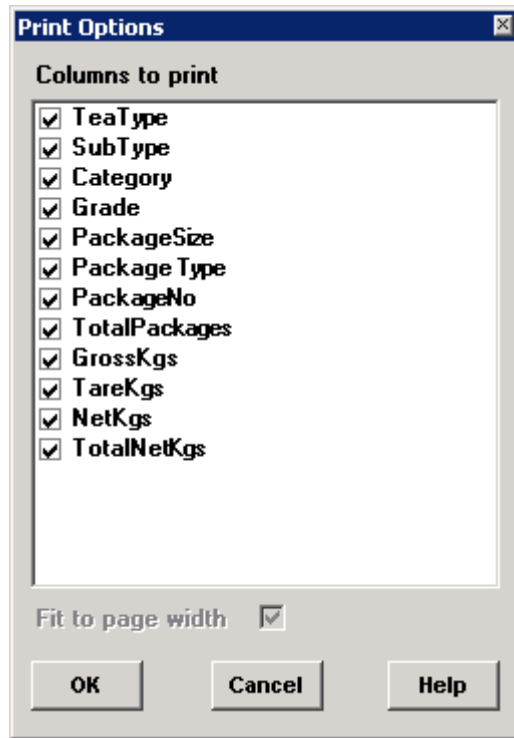 Print Options
Columns to print
TeaType
SubType
Category
Grade
PackageSize
Package Type
PackageNo
TotalPackages
GrossKgs
TareKgs
NetKgs
TotalNetKgs
Fit to page width
OK Cancel Help